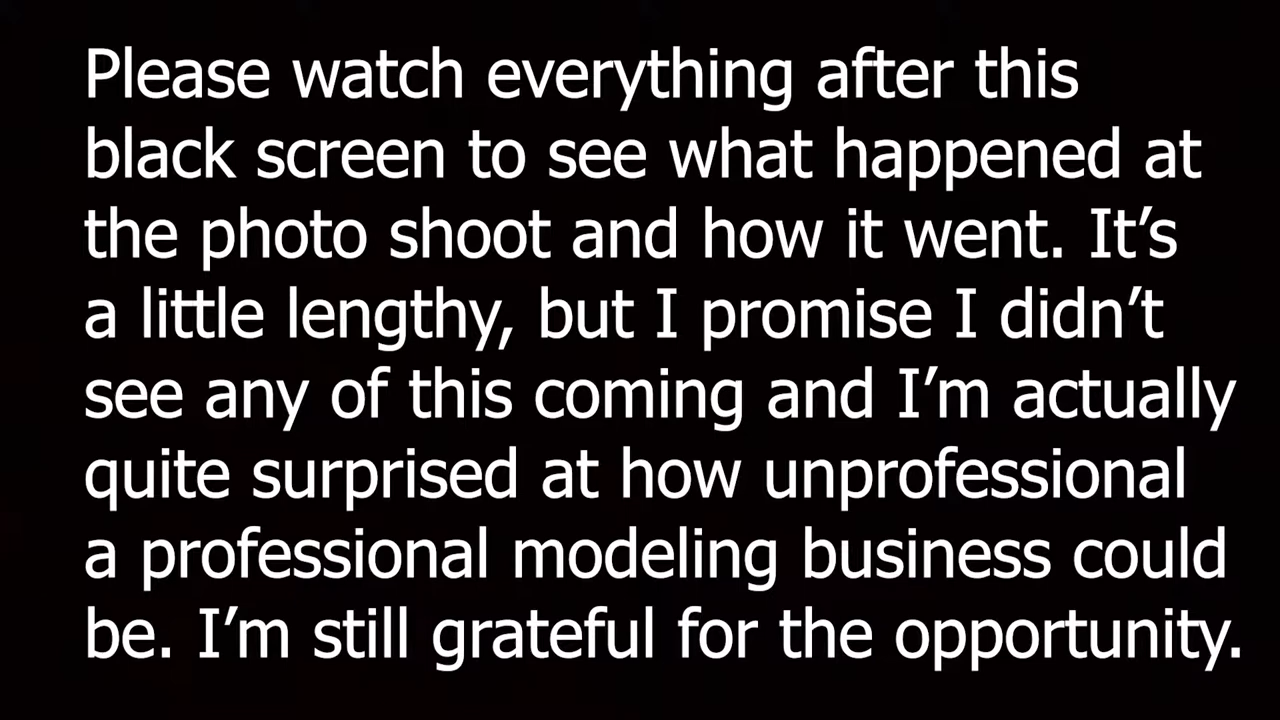 Please watch everything after this
black screen to see what happened at
the photo shoot and how it went. It’s
a little lengthy, but I promise I didn’t
see any of this coming and I’m actually
quite surprised at how unprofessional
a professional modeling business could
be. I’m still grateful for the opportunity.